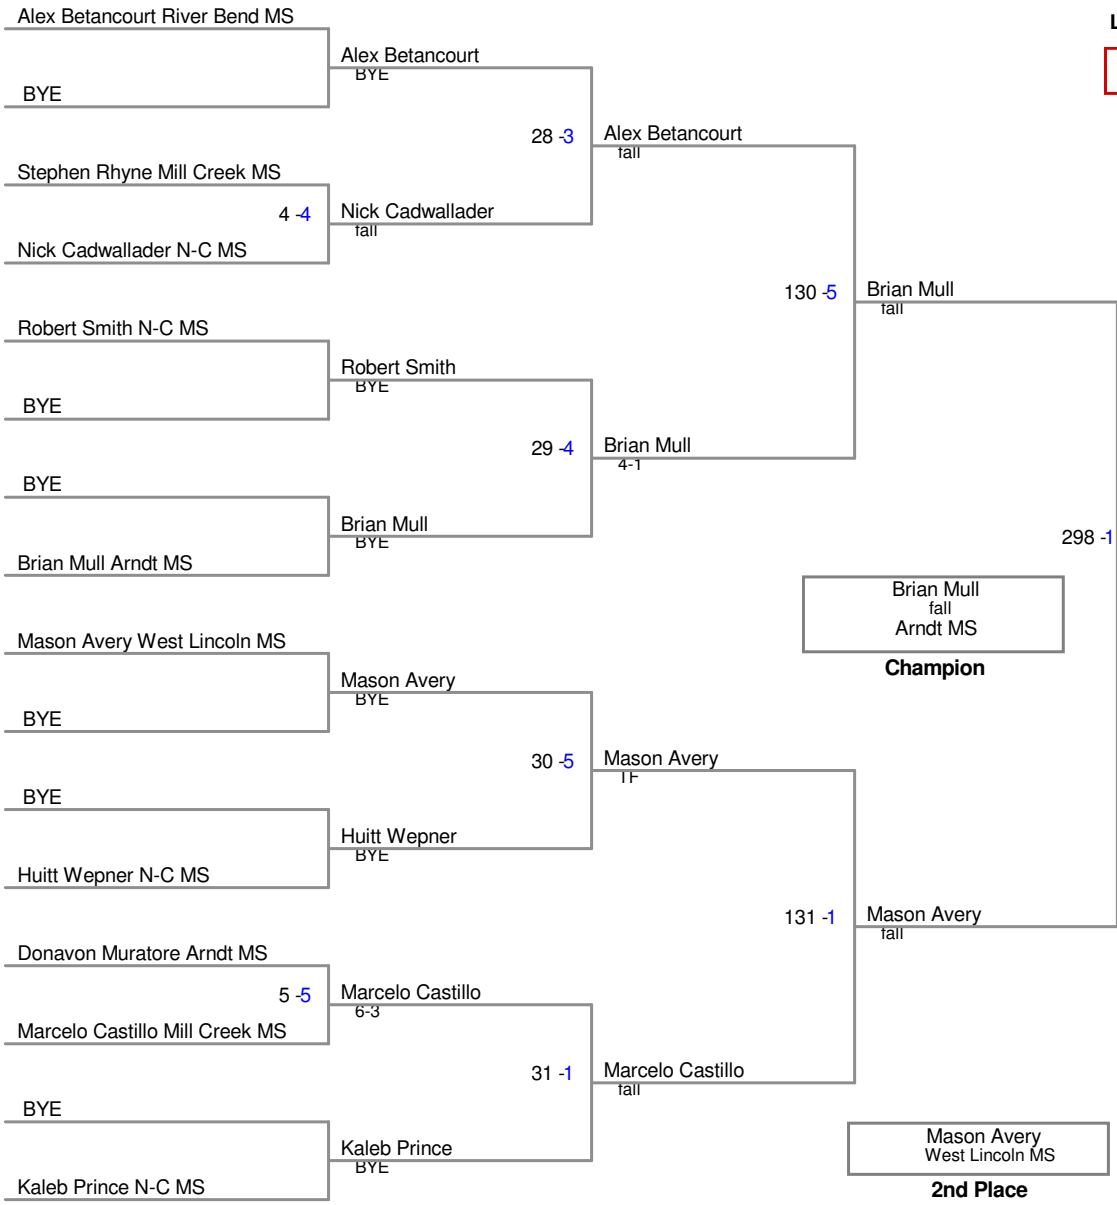 Alex Betancourt River Bend MS
L
Alex Betancourt
BYE
BYE
28 -3
Alex Betancourt
fall
Stephen Rhyne Mill Creek MS
4 -4
Nick Cadwallader
fall
Nick Cadwallader N-C MS
130 -5
Brian Mull
fall
Robert Smith N-C MS
Robert Smith
BYE
BYE
29 -4
Brian Mull
4-1
BYE
Brian Mull
BYE
Brian Mull Arndt MS
298 -1
Brian Mull
fall
Arndt MS
Champion
Mason Avery West Lincoln MS
Mason Avery
BYE
BYE
30 -5
Mason Avery
TF
BYE
Huitt Wepner
BYE
Huitt Wepner N-C MS
131 -1
Mason Avery
fall
Donavon Muratore Arndt MS
5 -5
Marcelo Castillo
6-3
Marcelo Castillo Mill Creek MS
31 -1
Marcelo Castillo
fall
BYE
Kaleb Prince
BYE
Kaleb Prince N-C MS
Mason Avery
West Lincoln MS
2nd Place